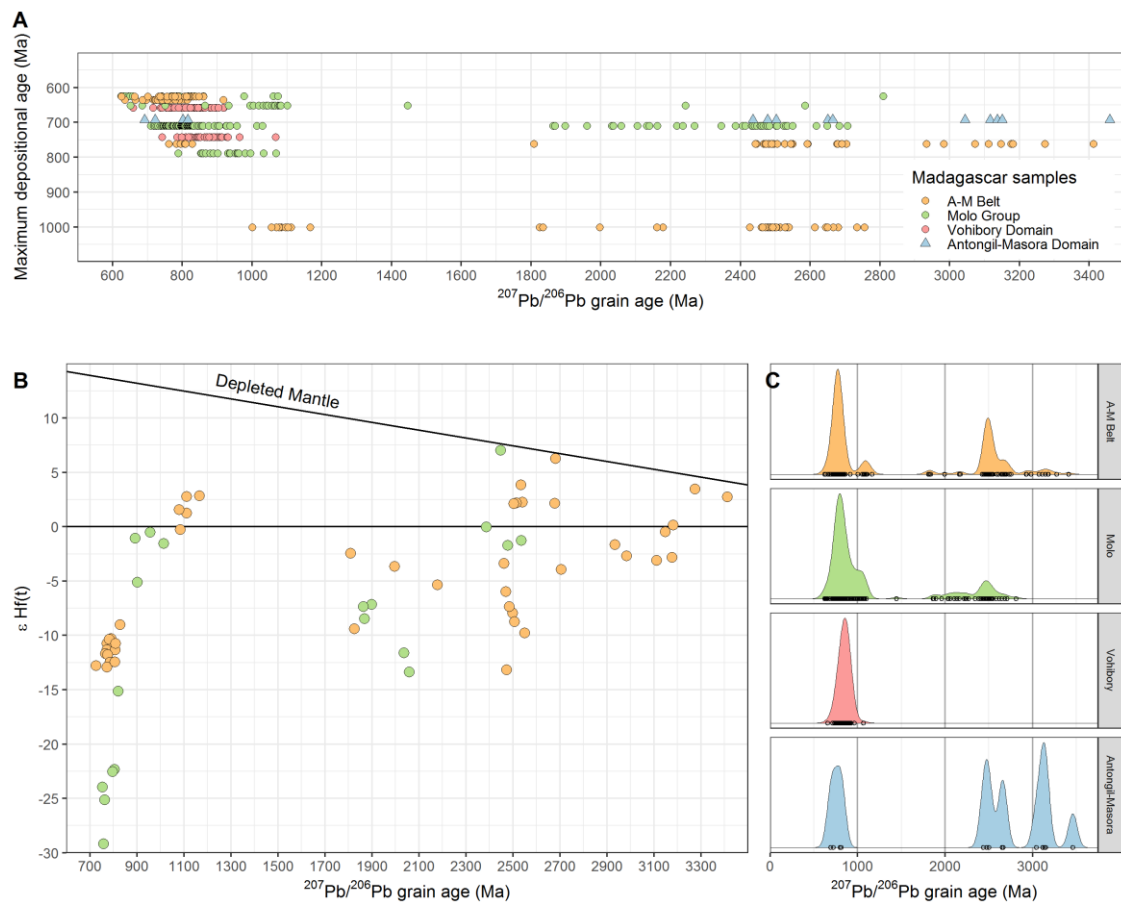 A
Maximum depositional age (Ma)
600
700
800
900
1000
Madagascar samples
A-M Belt
Molo Group
Vohibory Domain
Antongil-Masora Domain
600 800 1000 1200 1400 1600 1800 2000 2200 2400 2600 2800 3000 3200 3400
²⁰⁷Pb/²⁰⁶Pb grain age (Ma)
B
Depleted Mantle
ε Hf(t)
10
5
0
-5
-10
-15
-20
-25
-30
700 900 1100 1300 1500 1700 1900 2100 2300 2500 2700 2900 3100 3300
²⁰⁷Pb/²⁰⁶Pb grain age (Ma)
C
A-M Belt
Molo
Vohibory
Antongil-Masora
0 1000 2000 3000
²⁰⁷Pb/²⁰⁶Pb grain age (Ma)